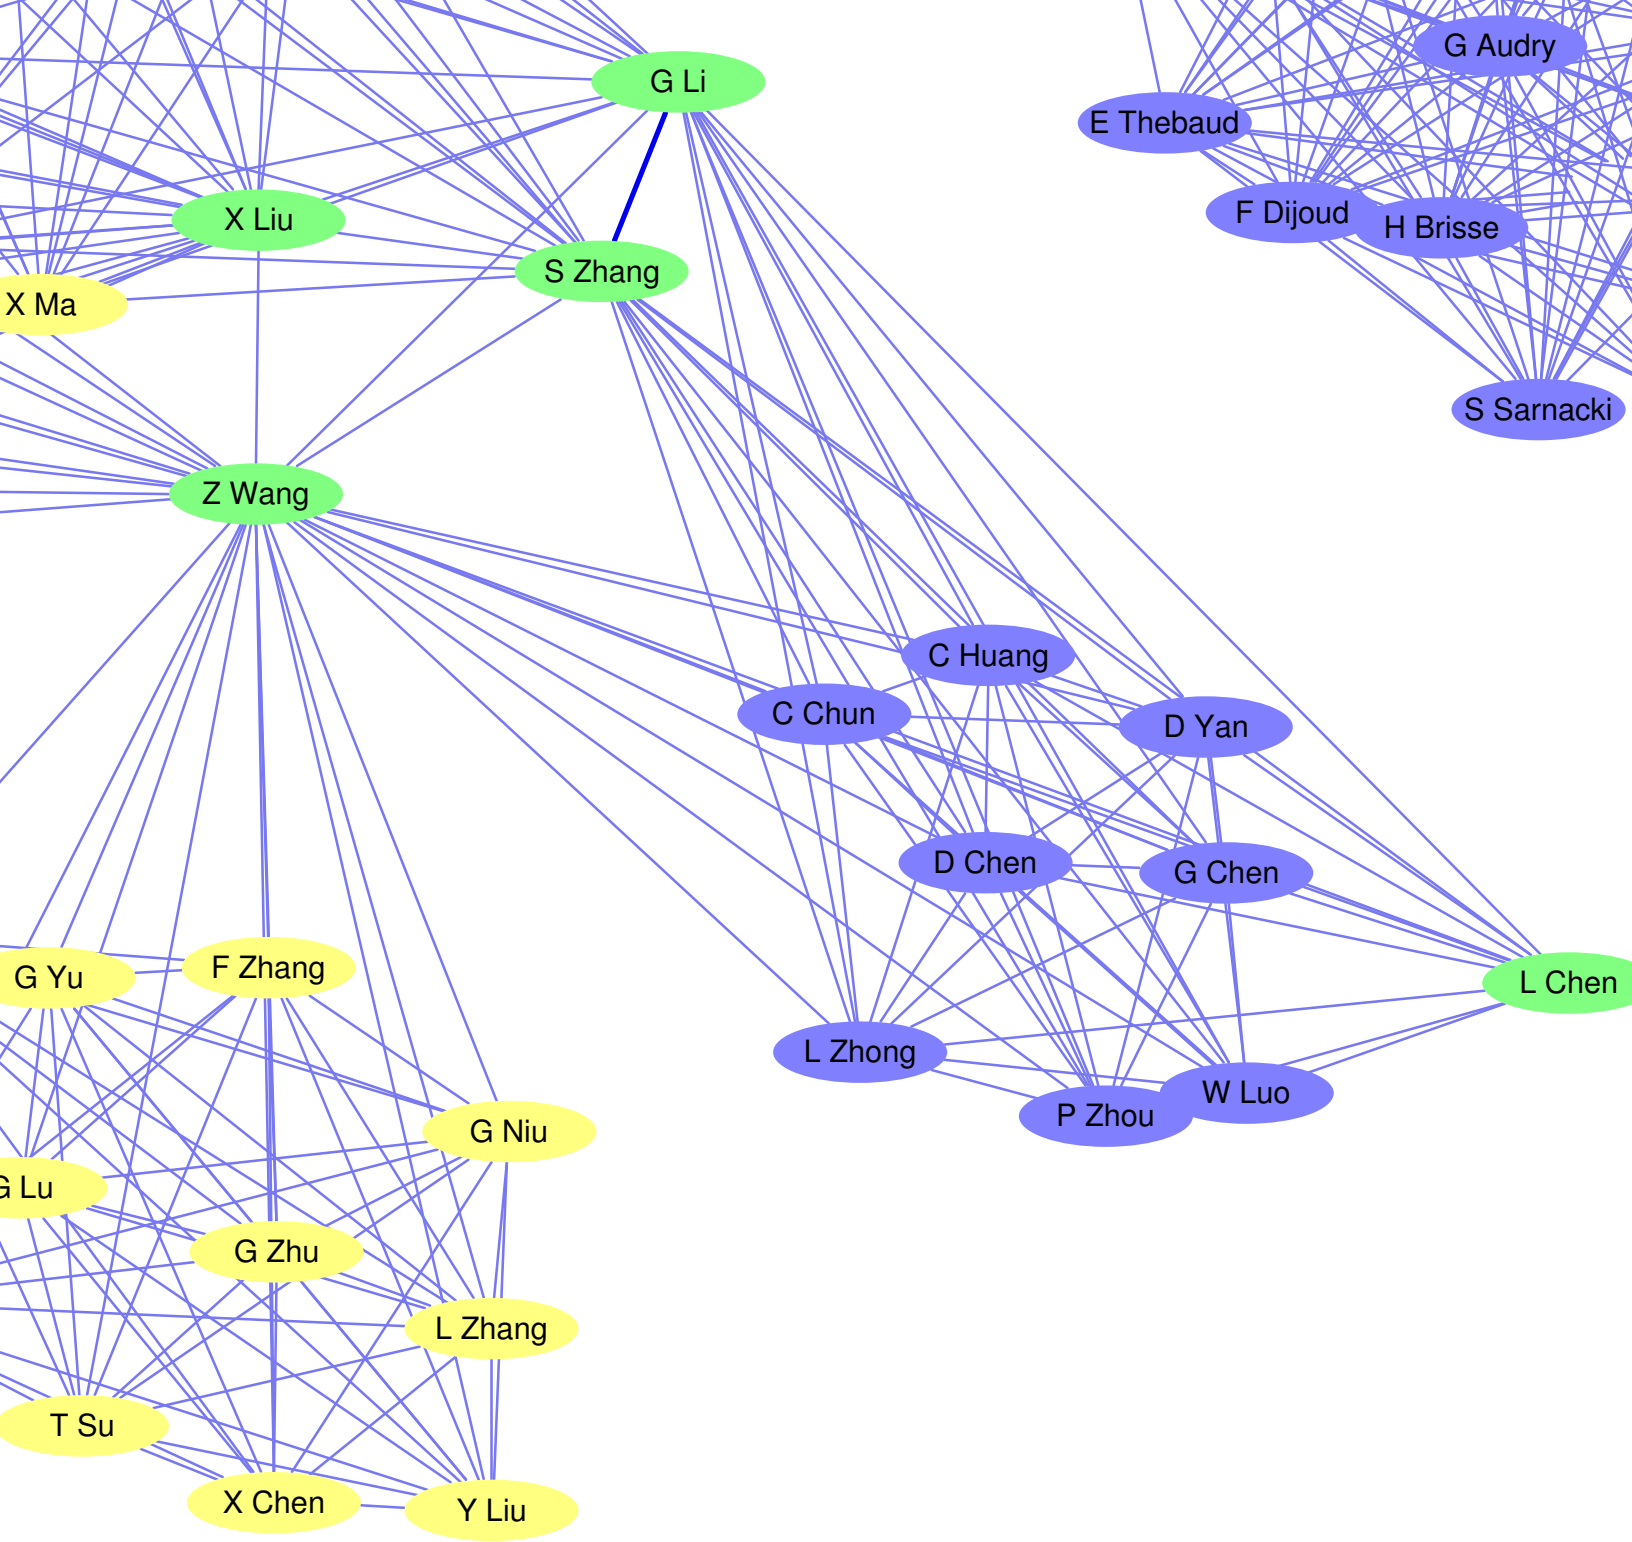 G Audry
G Li
E Thebaud
F Dijoud
H Brisse
X Liu
S Zhang
X Ma
S Sarnacki
Z Wang
C Huang
C Chun
D Yan
D Chen
G Chen
G Yu
F Zhang
L Chen
L Zhong
W Luo
P Zhou
G Niu
G Lu
G Zhu
L Zhang
T Su
X Chen
Y Liu